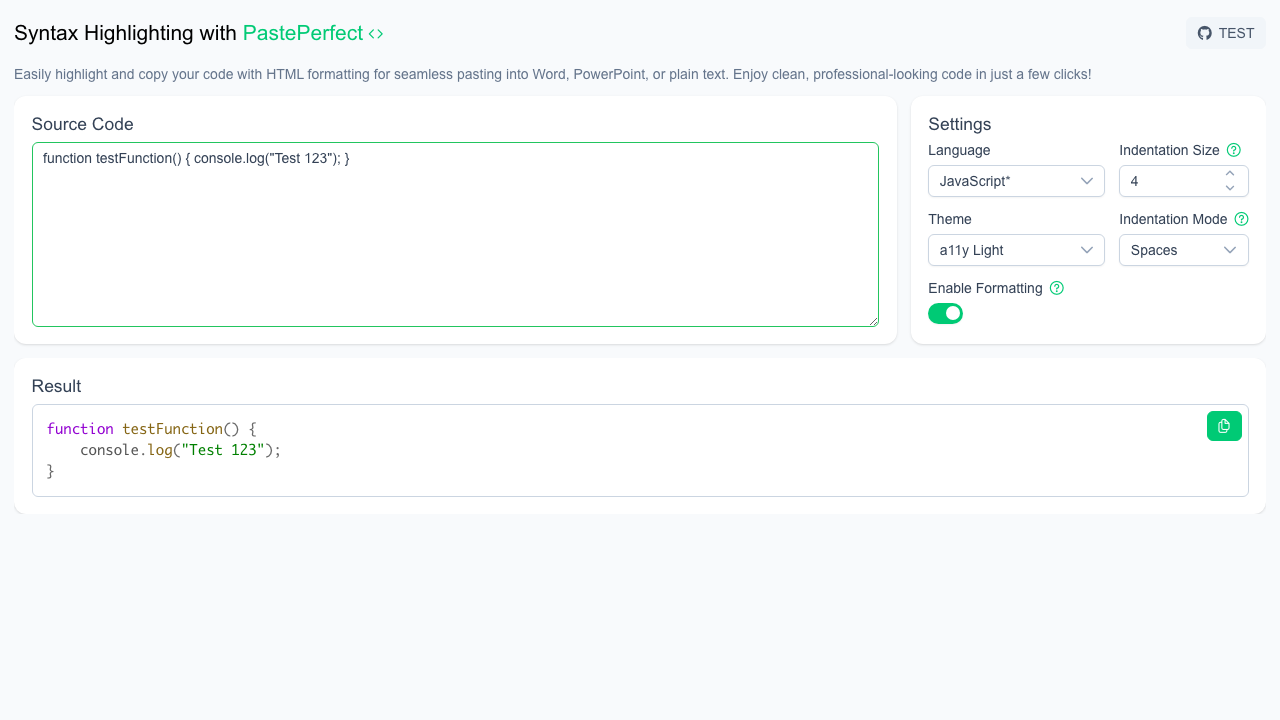 Syntax Highlighting with PastePerfect <>
TEST
Easily highlight and copy your code with HTML formatting for seamless pasting into Word, PowerPoint, or plain text. Enjoy clean, professional-looking code in just a few clicks!
Source Code
function testFunction() { console.log("Test 123"); }
Settings
Language
Indentation Size ?
JavaScript*
4
Theme
Indentation Mode ?
a11y Light
Spaces
Enable Formatting ?
Result
function testFunction() {
    console.log("Test 123");
}